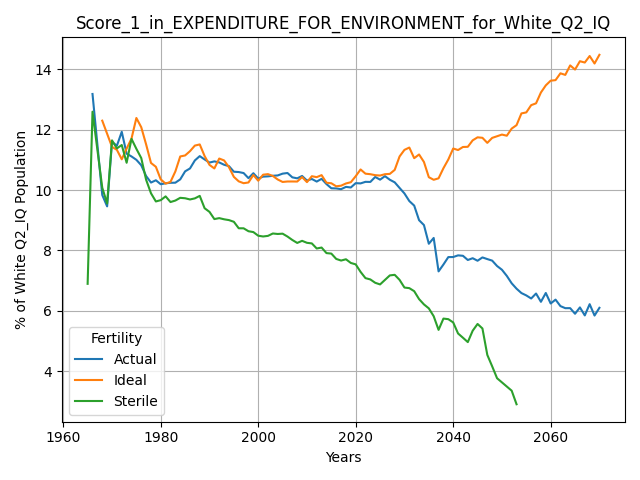 Score_1_in_EXPENDITURE_FOR_ENVIRONMENT_for_White_Q2_IQ
% of White Q2_IQ Population
14
12
10
8
6
4
Fertility
Actual
Ideal
Sterile
1960 1980 2000 2020 2040 2060
Years